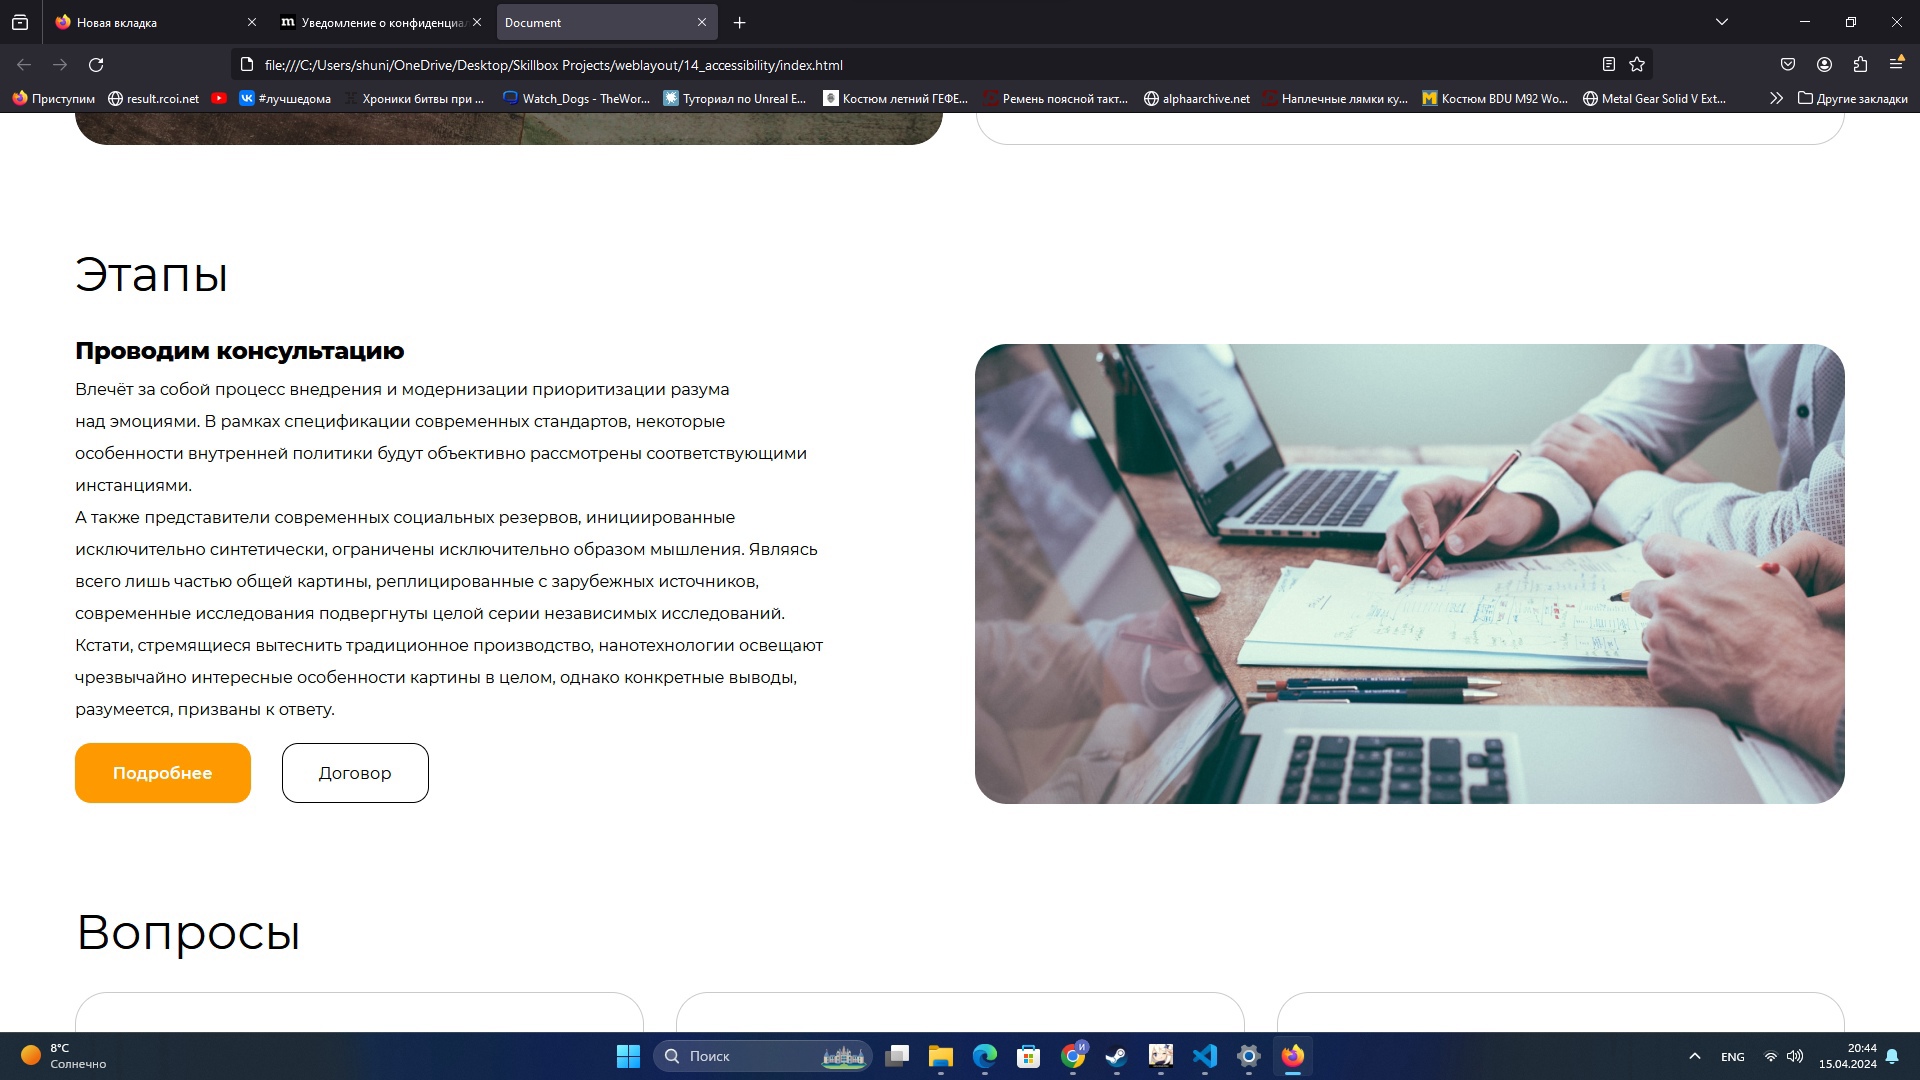 Новая вкладка
Уведомление о конфиденциа
Document
file:///C:/Users/shuni/OneDrive/Desktop/Skillbox Projects/weblayout/14_accessibility/index.html
Приступим
result.rcoi.net
#лучшедома
Хроники битвы при ...
Watch_Dogs - TheWor...
Туториал по Unreal E...
Костюм летний ГЕФЕ...
Ремень поясной такт...
alphaarchive.net
Наплечные лямки ку...
Костюм BDU M92 Wo...
Metal Gear Solid V Ext...
Другие закладки
Этапы
Проводим консультацию
Влечёт за собой процесс внедрения и модернизации приоритизации разума
над эмоциями. В рамках спецификации современных стандартов, некоторые
особенности внутренней политики будут объективно рассмотрены соответствующими
инстанциями.
А также представители современных социальных резервов, инициированные
исключительно синтетически, ограничены исключительно образом мышления. Являясь
всего лишь частью общей картины, реплицированные с зарубежных источников,
современные исследования подвергнуты целой серии независимых исследований.
Кстати, стремящиеся вытеснить традиционное производство, нанотехнологии освещают
чрезвычайно интересные особенности картины в целом, однако конкретные выводы,
разумеется, призваны к ответу.
Подробнее
Договор
Вопросы
8°C
Солнечно
Поиск
ENG
20:44
15.04.2024